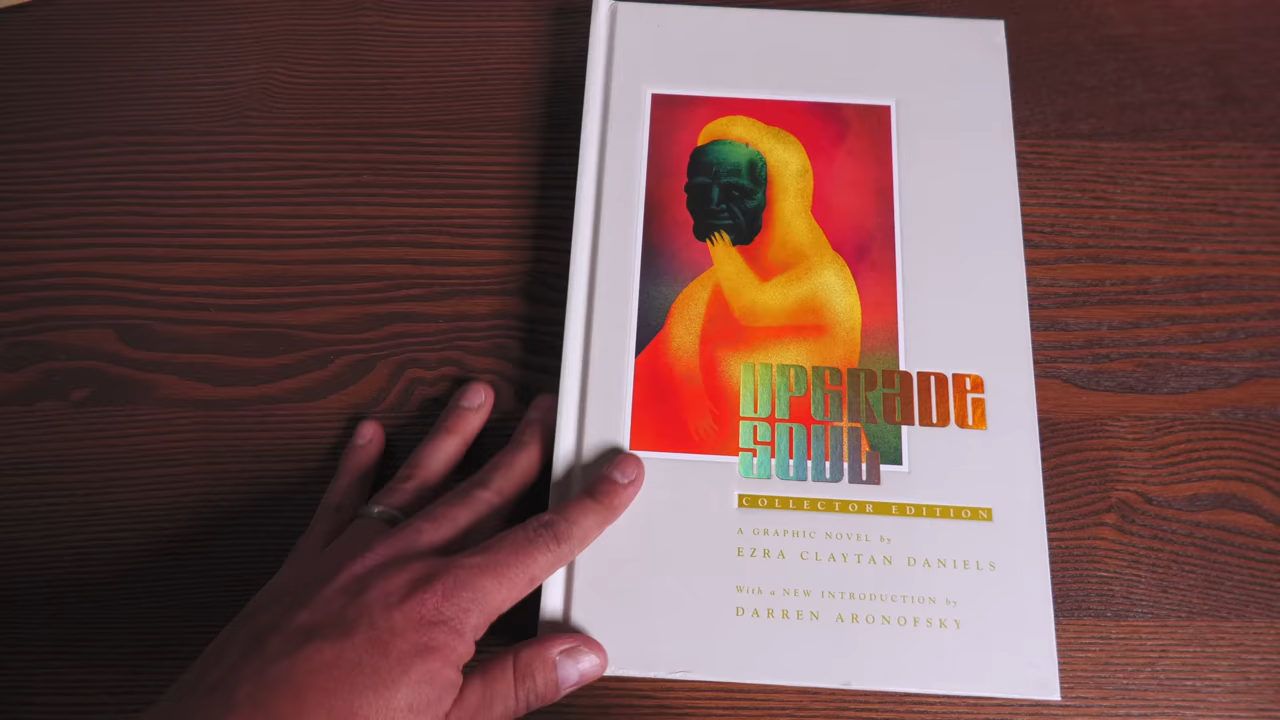 UPGRADE
SOUL
COLLECTOR EDITION
A GRAPHIC NOVEL by
EZRA CLAYTAN DANIELS
With a NEW INTRODUCTION by
DARREN ARONOFSKY